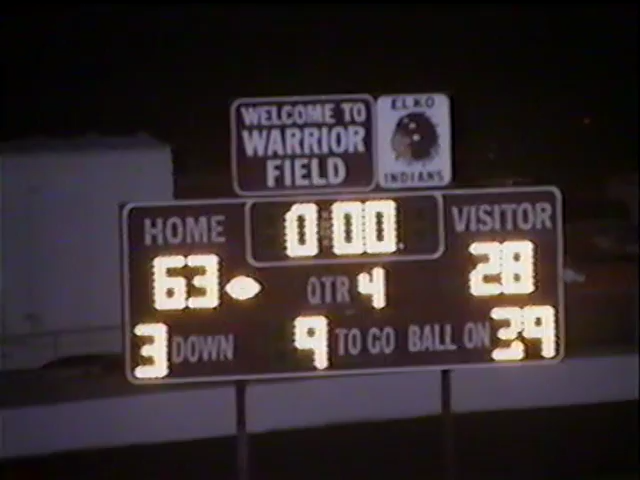 WELCOME TO
WARRIOR
FIELD
ELKO
INDIANS
HOME 0:00 VISITOR
63 QTR 4 28
3 DOWN 9 TO GO BALL ON 39